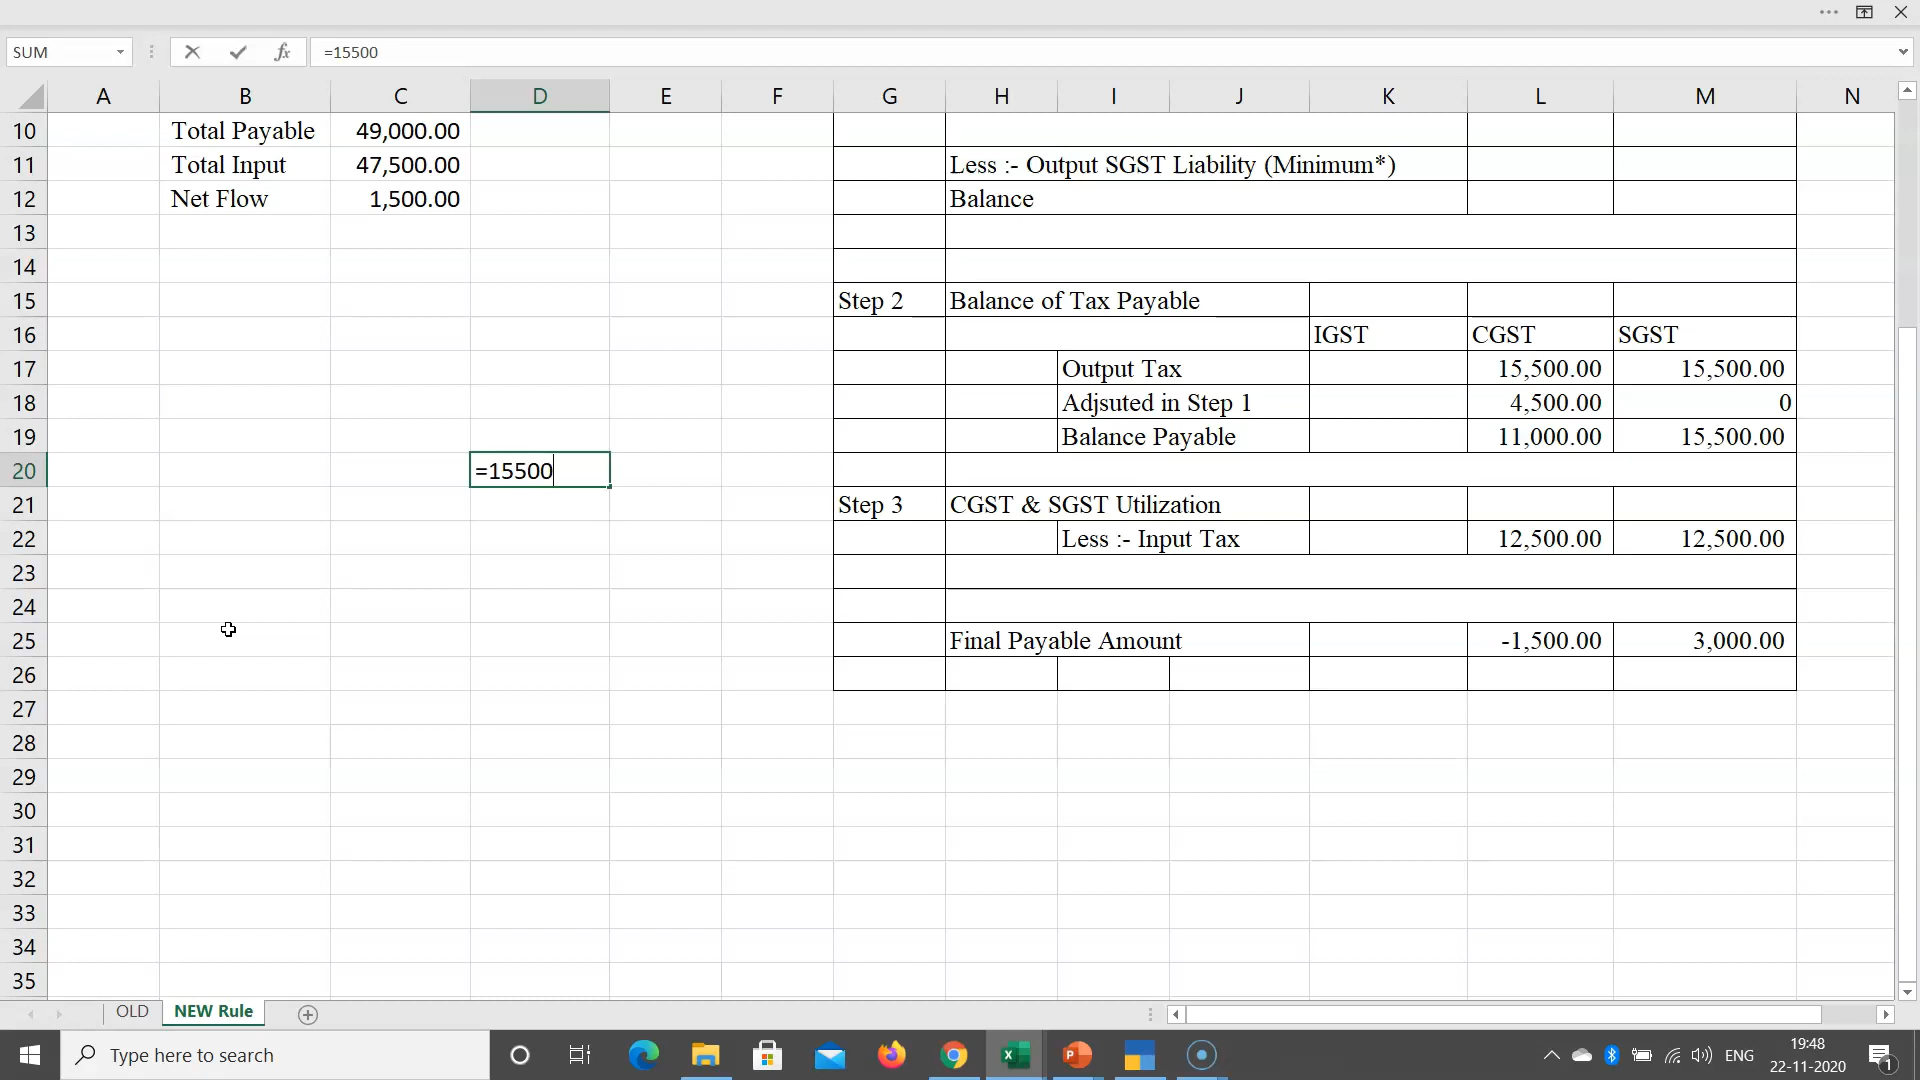 SUM
fx
=15500
A B C D E F G H I J K L M N
10 Total Payable 49,000.00
11 Total Input 47,500.00 Less :- Output SGST Liability (Minimum*)
12 Net Flow 1,500.00 Balance
13
14
15 Step 2 Balance of Tax Payable
16 IGST CGST SGST
17 Output Tax 15,500.00 15,500.00
18 Adjsuted in Step 1 4,500.00 0
19 Balance Payable 11,000.00 15,500.00
20 =15500
21 Step 3 CGST & SGST Utilization
22 Less :- Input Tax 12,500.00 12,500.00
23
24
25 Final Payable Amount -1,500.00 3,000.00
26
27
28
29
30
31
32
33
34
35
OLD NEW Rule
Type here to search
ENG
19:48
22-11-2020
1